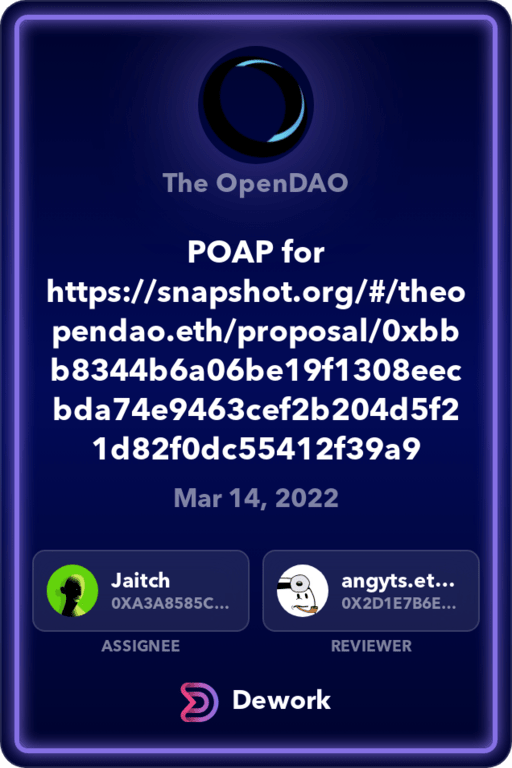 The OpenDAO
POAP for
https://snapshot.org/#/theo
pendao.eth/proposal/0xbb
b8344b6a06be19f1308eec
bda74e9463cef2b204d5f2
1d82f0dc55412f39a9
Mar 14, 2022
Jaitch
0XA3A8585C...
ASSIGNEE
angyts.et...
0X2D1E7B6E...
REVIEWER
Dework